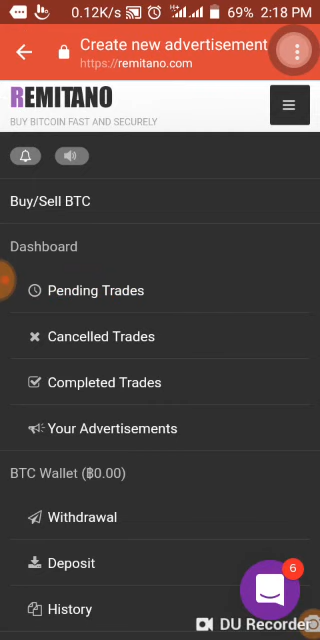 0.12K/s 69% 2:18 PM
Create new advertisement
https://remitano.com
REMITANO
BUY BITCOIN FAST AND SECURELY
Buy/Sell BTC
Dashboard
Pending Trades
Cancelled Trades
Completed Trades
Your Advertisements
BTC Wallet (฿0.00)
Withdrawal
Deposit
6
History
DU Recorder